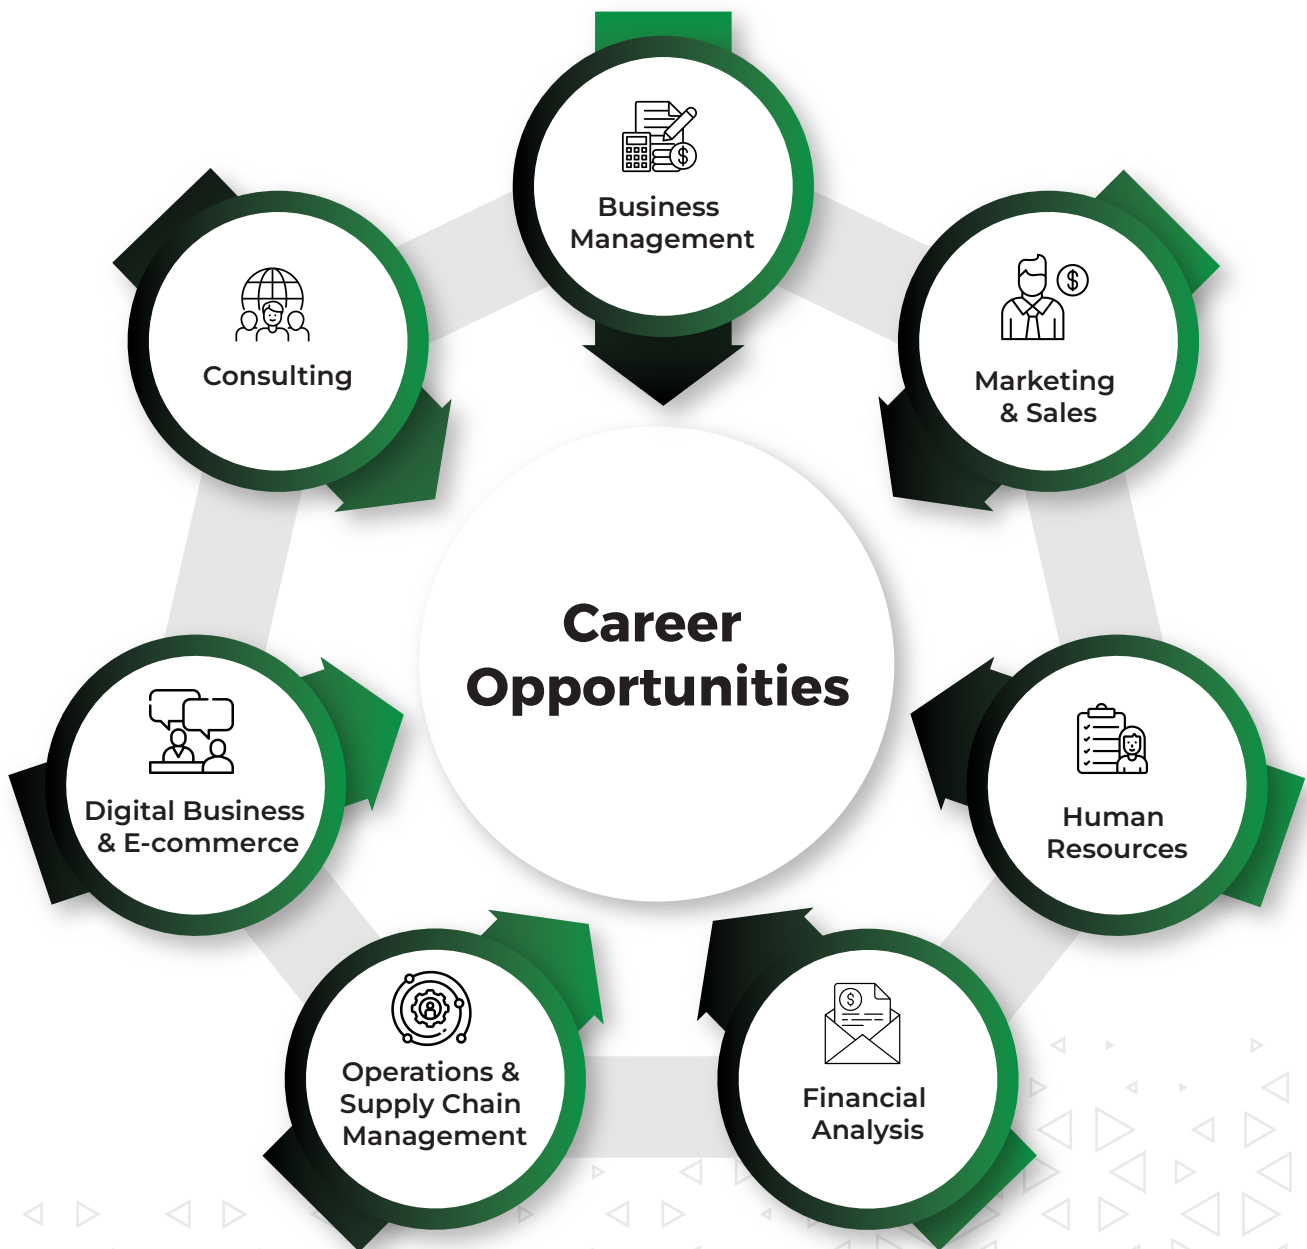 Business
Management
Marketing
& Sales
Human
Resources
Financial
Analysis
Operations &
Supply Chain
Management
Digital Business
& E-commerce
Consulting
Career
Opportunities